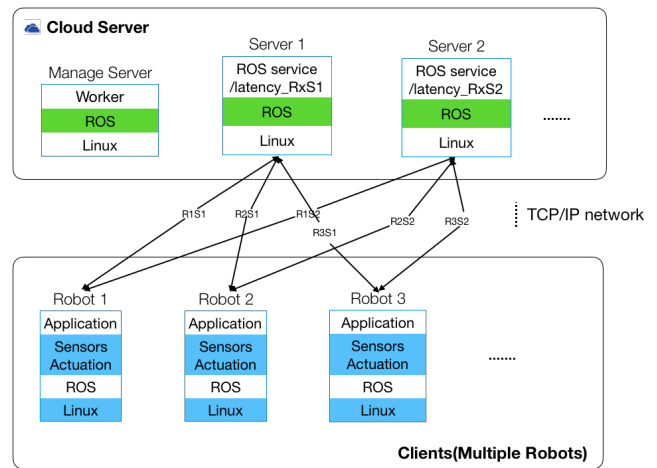 Cloud Server
Server 1
Server 2
Manage Server
ROS service
/latency_RxS1
ROS service
/latency_RxS2
Worker
ROS
ROS
ROS
Linux
Linux
Linux
.......
R1S1
R2S1
R1S2
R3S1
R2S2
R3S2
TCP/IP network
Robot 1
Robot 2
Robot 3
Application
Application
Application
Sensors
Actuation
Sensors
Actuation
Sensors
Actuation
.......
ROS
ROS
ROS
Linux
Linux
Linux
Clients(Multiple Robots)